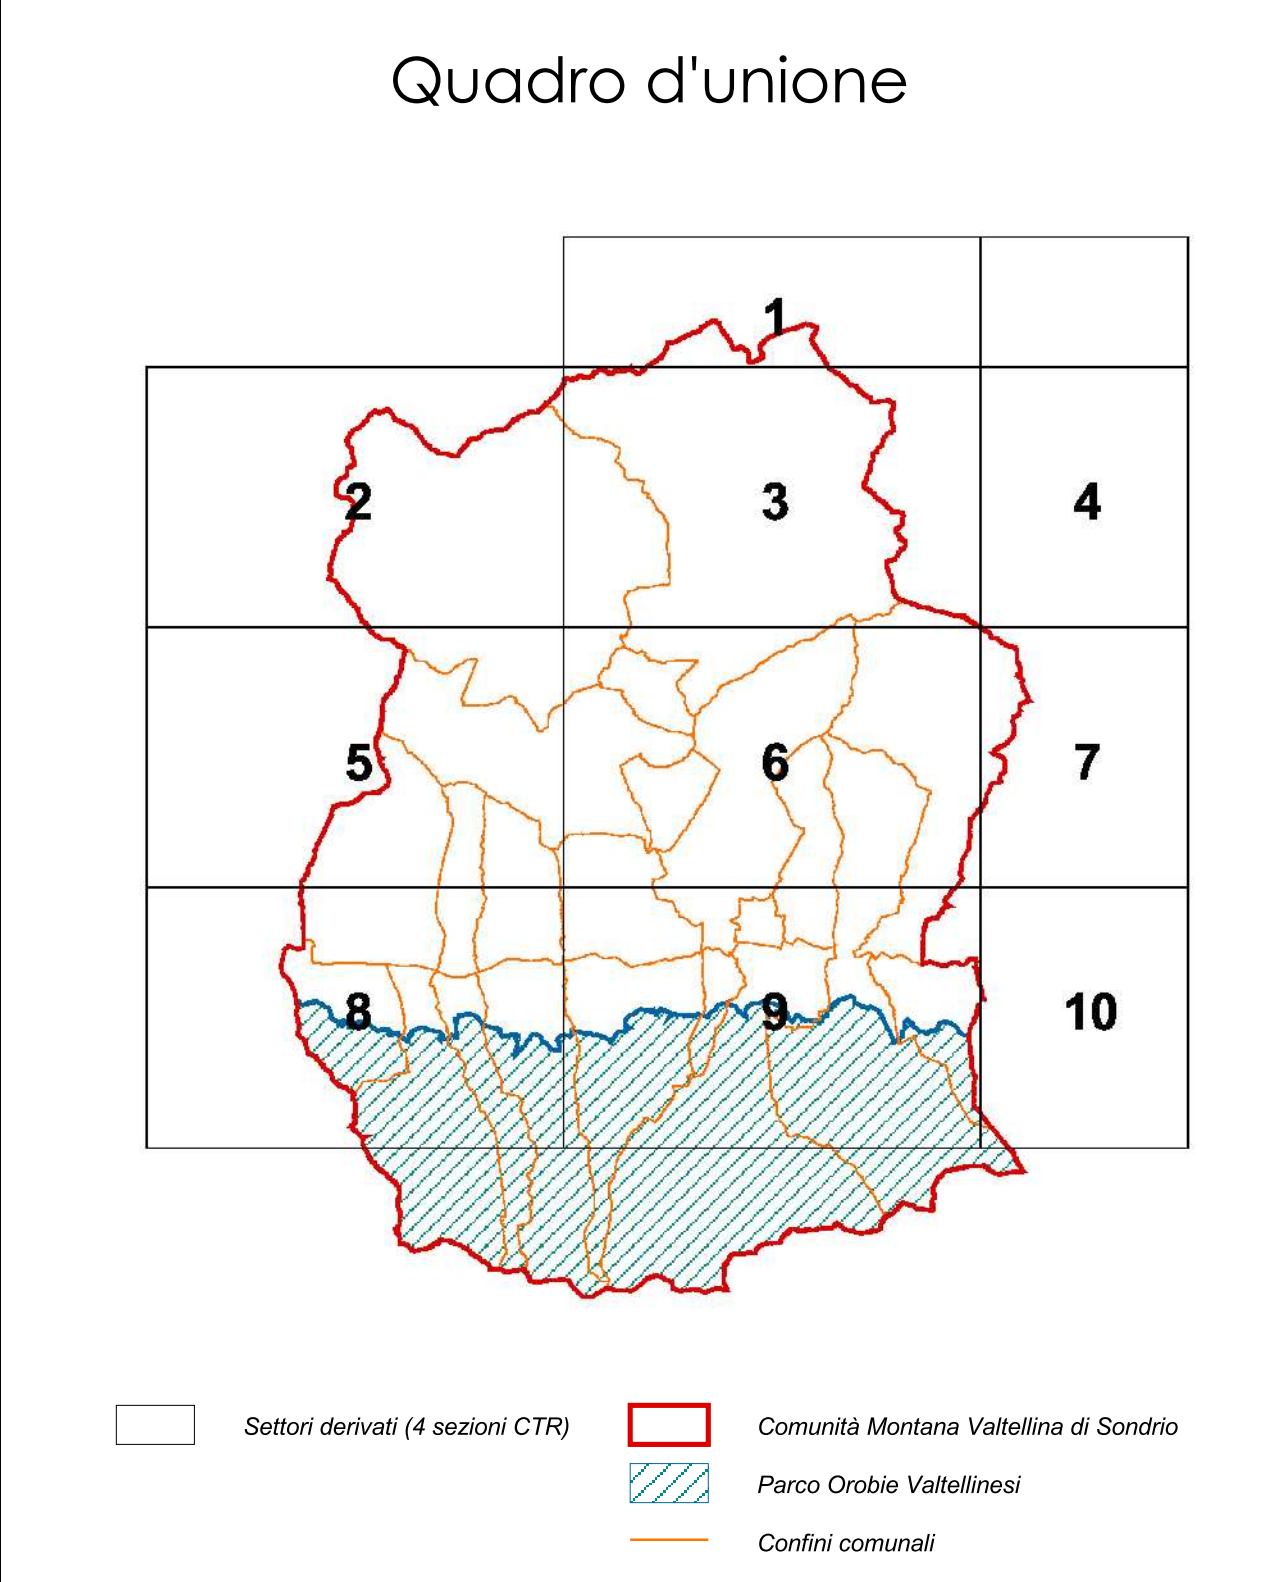 Quadro d'unione
1
2
3
4
5
6
7
8
9
10
Settori derivati (4 sezioni CTR)
Comunità Montana Valtellina di Sondrio
Parco Orobie Valtellinesi
Confini comunali